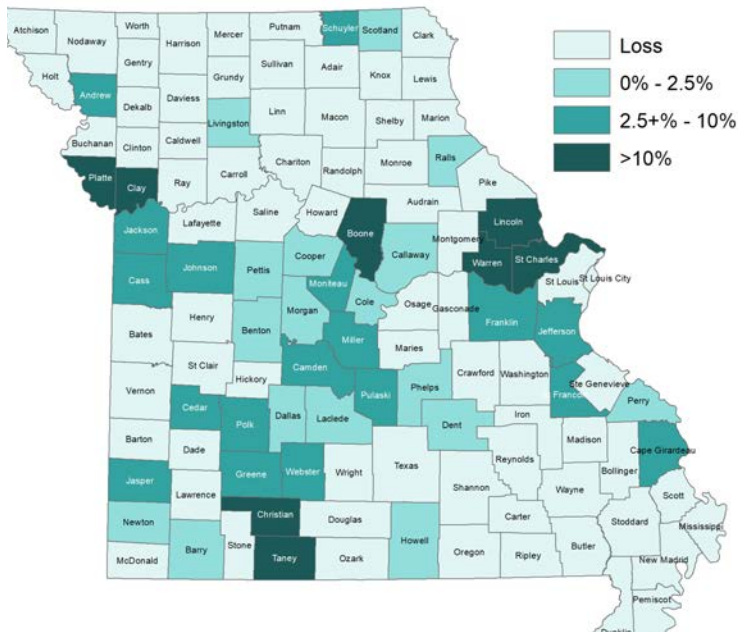 Atchison
Nodaway
Worth
Harrison
Mercer
Putnam
Schuyler
Scotland
Clark
Gentry
Holt
Andrew
Dekalb
Daviess
Grundy
Sullivan
Adair
Knox
Lewis
Livingston
Linn
Macon
Shelby
Marion
Buchanan
Clinton
Caldwell
Chariton
Randolph
Monroe
Ralls
Platte
Clay
Ray
Carroll
Pike
Audrain
Howard
Saline
Lafayette
Jackson
Boone
Lincoln
Montgomery
Callaway
Cooper
Warren
St Charles
St Louis
St Louis City
Cass
Johnson
Pettis
Moniteau
Cole
Osage
Gasconade
Franklin
Jefferson
Bates
Henry
Benton
Morgan
Miller
Maries
St Clair
Hickory
Camden
Pulaski
Phelps
Crawford
Washington
Ste Genevieve
Francoi
Perry
Vernon
Cedar
Polk
Dallas
Laclede
Dent
Iron
Madison
Cape Girardeau
Barton
Dade
Greene
Webster
Wright
Texas
Reynolds
Bollinger
Jasper
Lawrence
Shannon
Wayne
Scott
Newton
Christian
Douglas
Carter
Stoddard
Mississippi
McDonald
Barry
Stone
Taney
Ozark
Howell
Oregon
Ripley
Butler
New Madrid
Pemiscot
Dunklin
Loss
0% - 2.5%
2.5+% - 10%
>10%